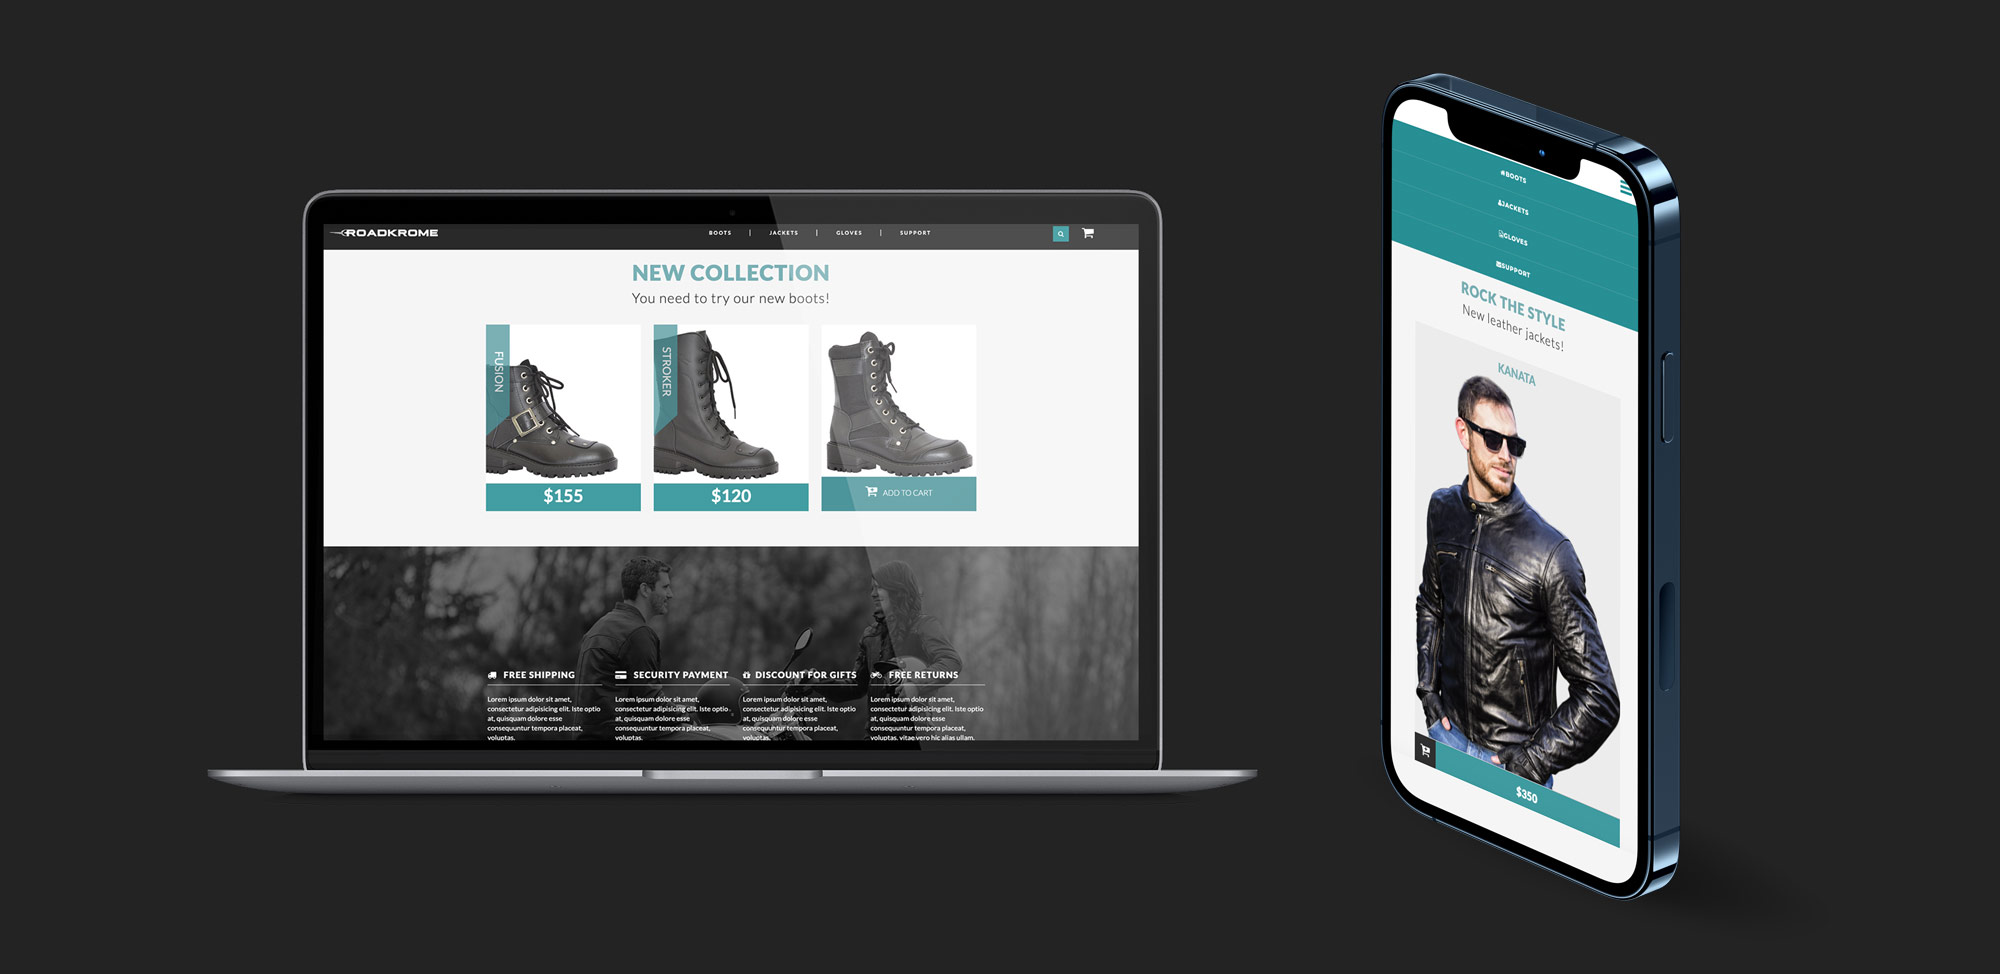 ROADKROME
BOOTS | JACKETS | GLOVES | SUPPORT
NEW COLLECTION
You need to try our new boots!
FUSION
STROKER
$155
$120
ADD TO CART
FREE SHIPPING
Lorem ipsum dolor sit amet,
consectetur adipisicing elit. Iste optio
at, quisquam dolore esse
consequuntur tempora placeat,
voluptas.
SECURITY PAYMENT
Lorem ipsum dolor sit amet,
consectetur adipisicing elit. Iste optio
at, quisquam dolore esse
consequuntur tempora placeat,
voluptas.
DISCOUNT FOR GIFTS
Lorem ipsum dolor sit amet,
consectetur adipisicing elit. Iste optio
at, quisquam dolore esse
consequuntur tempora placeat,
voluptas.
FREE RETURNS
Lorem ipsum dolor sit amet,
consectetur adipisicing elit. Iste optio
at, quisquam dolore esse
consequuntur tempora placeat,
voluptas, vitae vero hic alias ullam.
BOOTS
JACKETS
GLOVES
SUPPORT
ROCK THE STYLE
New leather jackets!
KANATA
$350